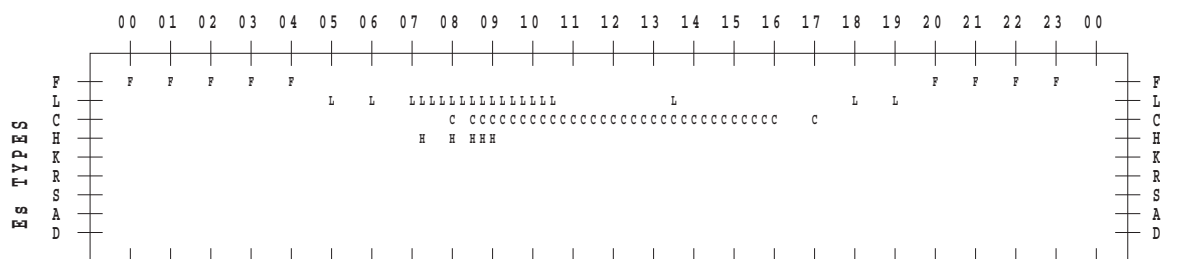 00 01 02 03 04 05 06 07 08 09 10 11 12 13 14 15 16 17 18 19 20 21 22 23 00
F F F F F F F F F F F
L L L LLLLLLLLLLLLLLL L L L L
C C CCCCCCCCCCCCCCCCCCCCCCCCCCCCCCC C C
H H H HHH H
K K
R R
S S
A A
D D
Es TYPES